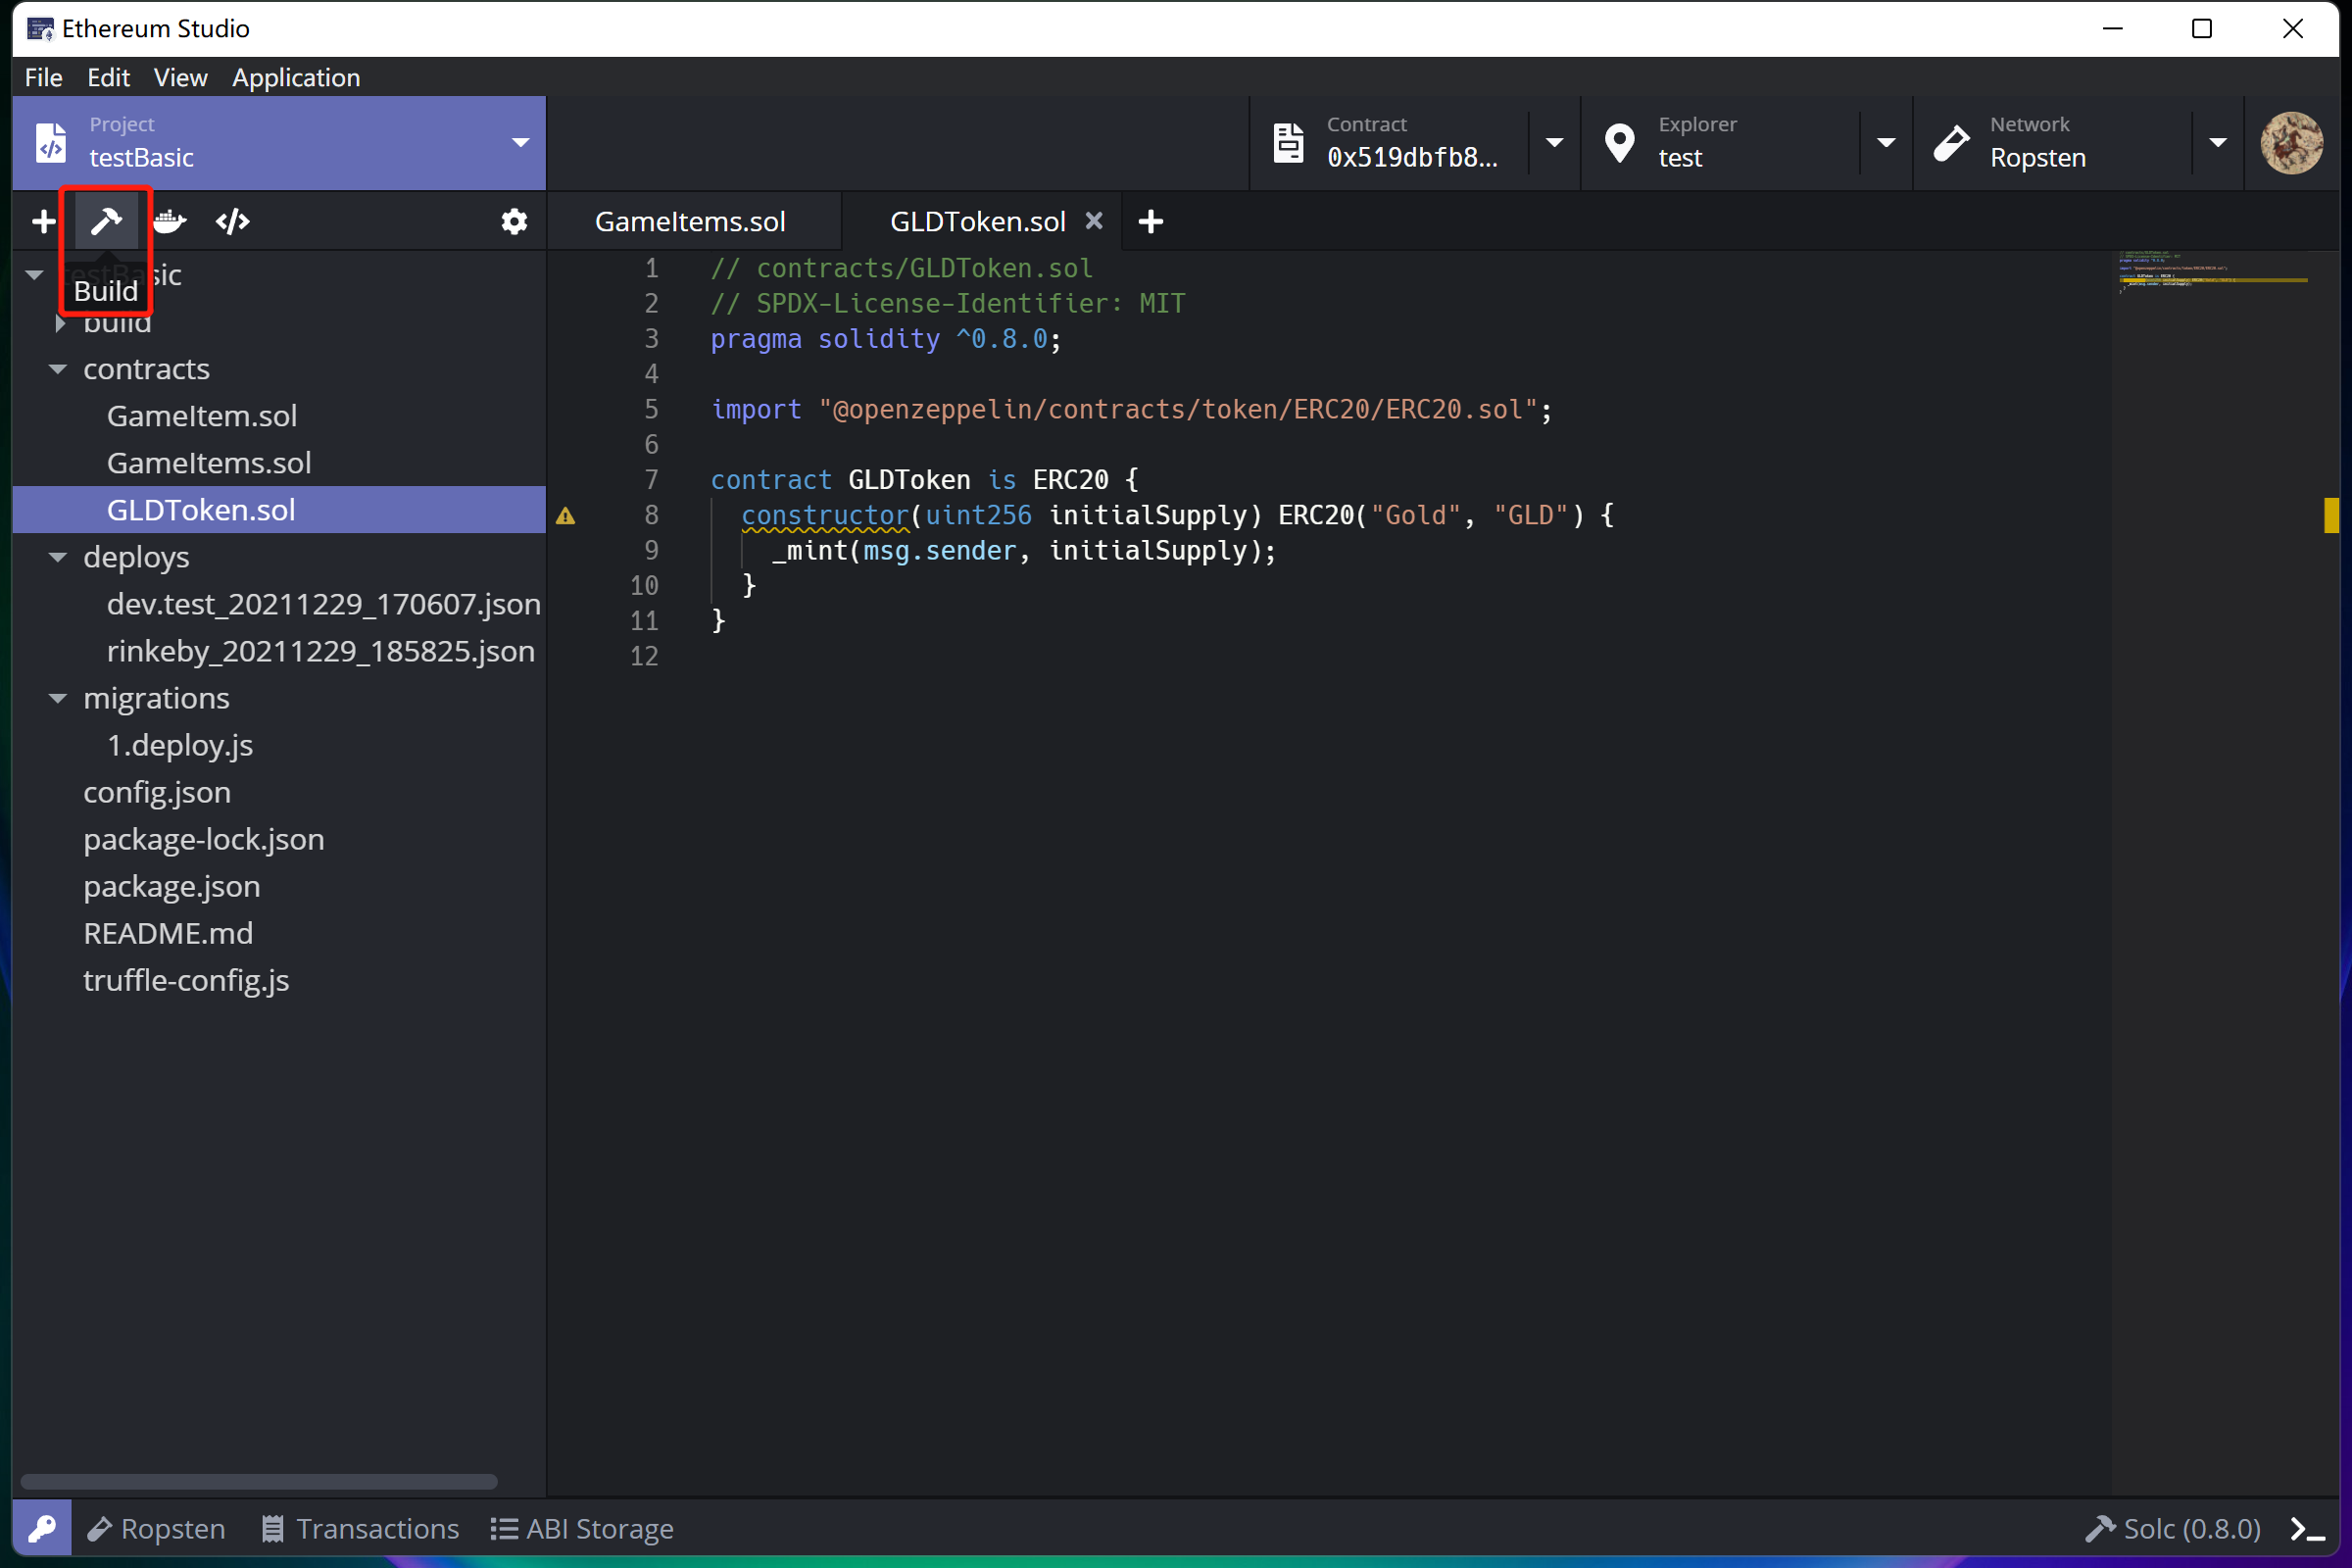 Ethereum Studio
File Edit View Application
Project
testBasic
Contract
0x519dbfb8...
Explorer
test
Network
Ropsten
GameItems.sol
GLDToken.sol
testBasic
Build
build
contracts
GameItem.sol
GameItems.sol
GLDToken.sol
deploys
dev.test_20211229_170607.json
rinkeby_20211229_185825.json
migrations
1.deploy.js
config.json
package-lock.json
package.json
README.md
truffle-config.js
1 // contracts/GLDToken.sol
2 // SPDX-License-Identifier: MIT
3 pragma solidity ^0.8.0;
4
5 import "@openzeppelin/contracts/token/ERC20/ERC20.sol";
6
7 contract GLDToken is ERC20 {
8 constructor(uint256 initialSupply) ERC20("Gold", "GLD") {
9 _mint(msg.sender, initialSupply);
10 }
11 }
12
Ropsten Transactions ABI Storage
Solc (0.8.0)